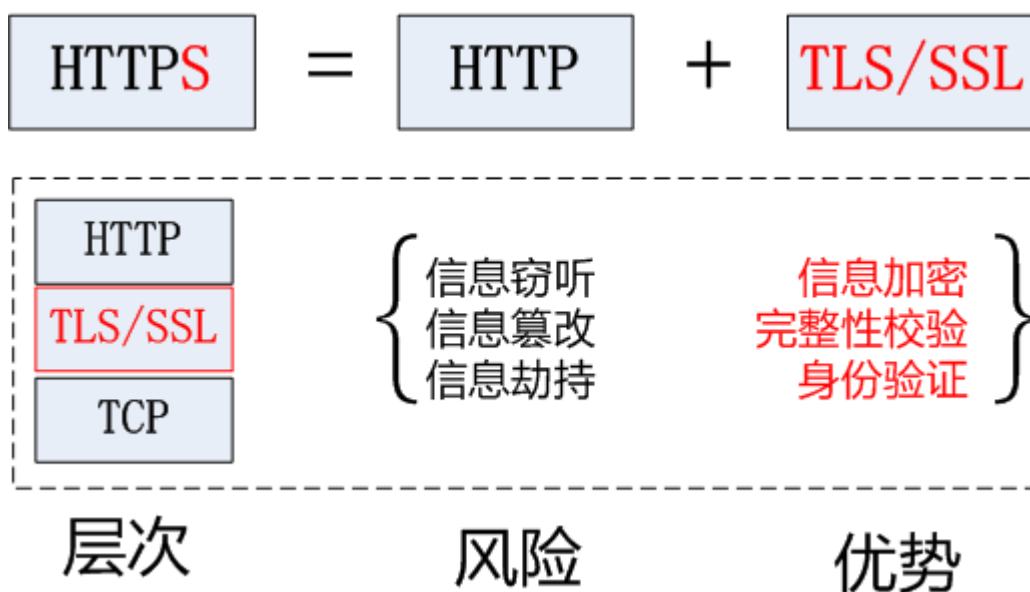 HTTPS = HTTP + TLS/SSL
HTTP
TLS/SSL
TCP
信息窃听
信息篡改
信息劫持
信息加密
完整性校验
身份验证
层次
风险
优势